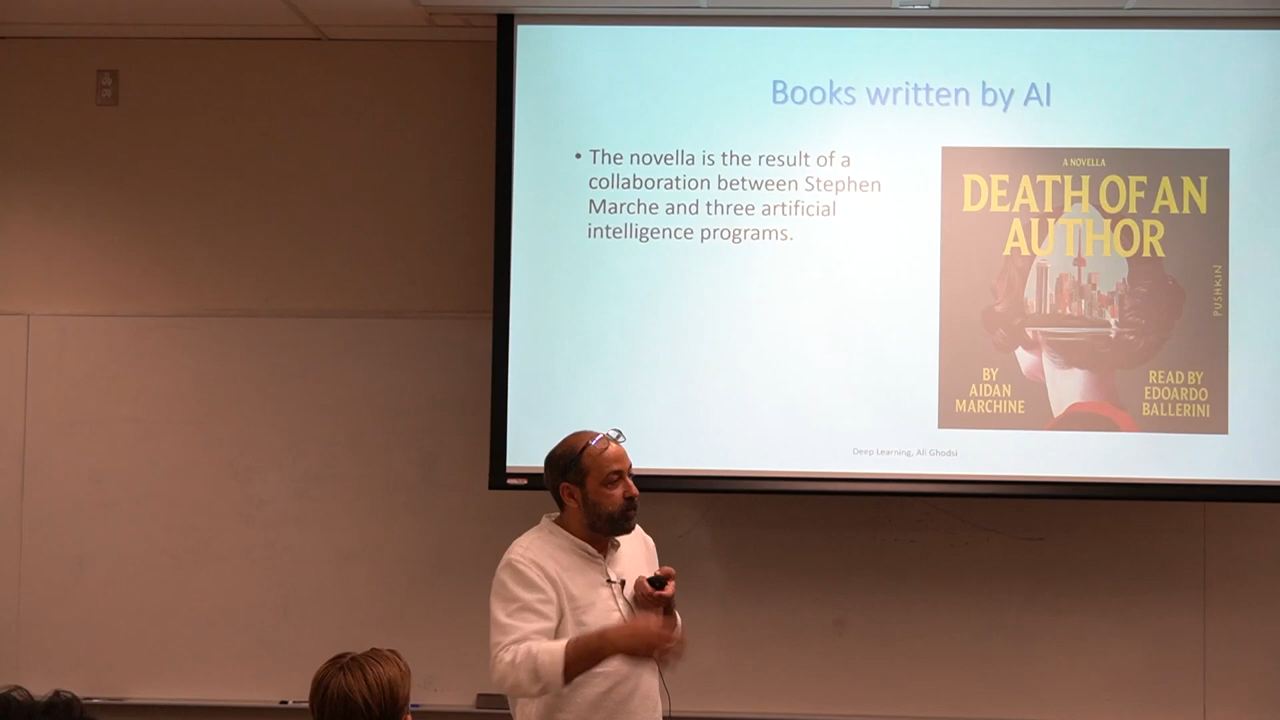 Books written by AI
• The novella is the result of a
collaboration between Stephen
Marche and three artificial
intelligence programs.
A NOVELLA
DEATH OF AN
AUTHOR
PUSHKIN
BY
AIDAN
MARCHINE
READ BY
EDOARDO
BALLERINI
Deep Learning, Ali Ghodsi